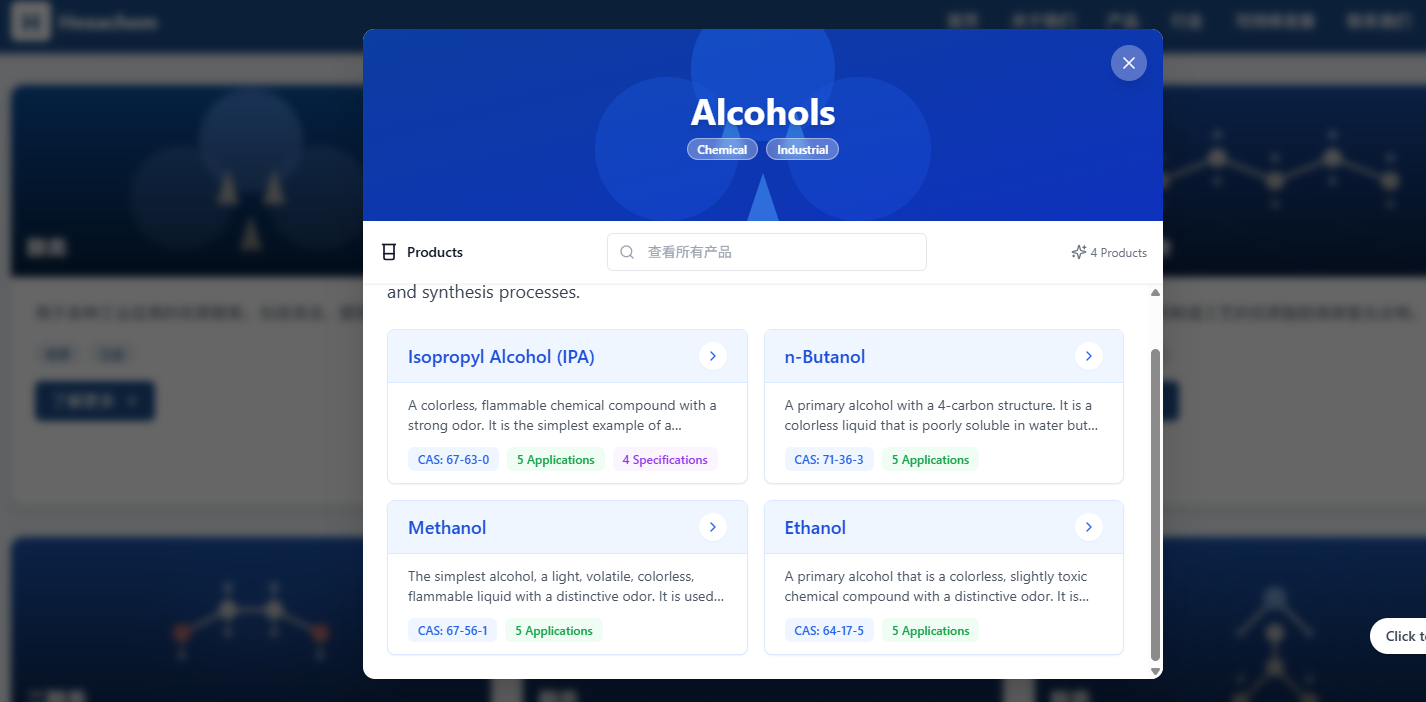 Hexachem
Alcohols
Chemical
Industrial
Products
查看所有产品
4 Products
and synthesis processes.
Isopropyl Alcohol (IPA)
A colorless, flammable chemical compound with a
strong odor. It is the simplest example of a...
CAS: 67-63-0
5 Applications
4 Specifications
n-Butanol
A primary alcohol with a 4-carbon structure. It is a
colorless liquid that is poorly soluble in water but...
CAS: 71-36-3
5 Applications
Methanol
The simplest alcohol, a light, volatile, colorless,
flammable liquid with a distinctive odor. It is used...
CAS: 67-56-1
5 Applications
Ethanol
A primary alcohol that is a colorless, slightly toxic
chemical compound with a distinctive odor. It is...
CAS: 64-17-5
5 Applications
Click t